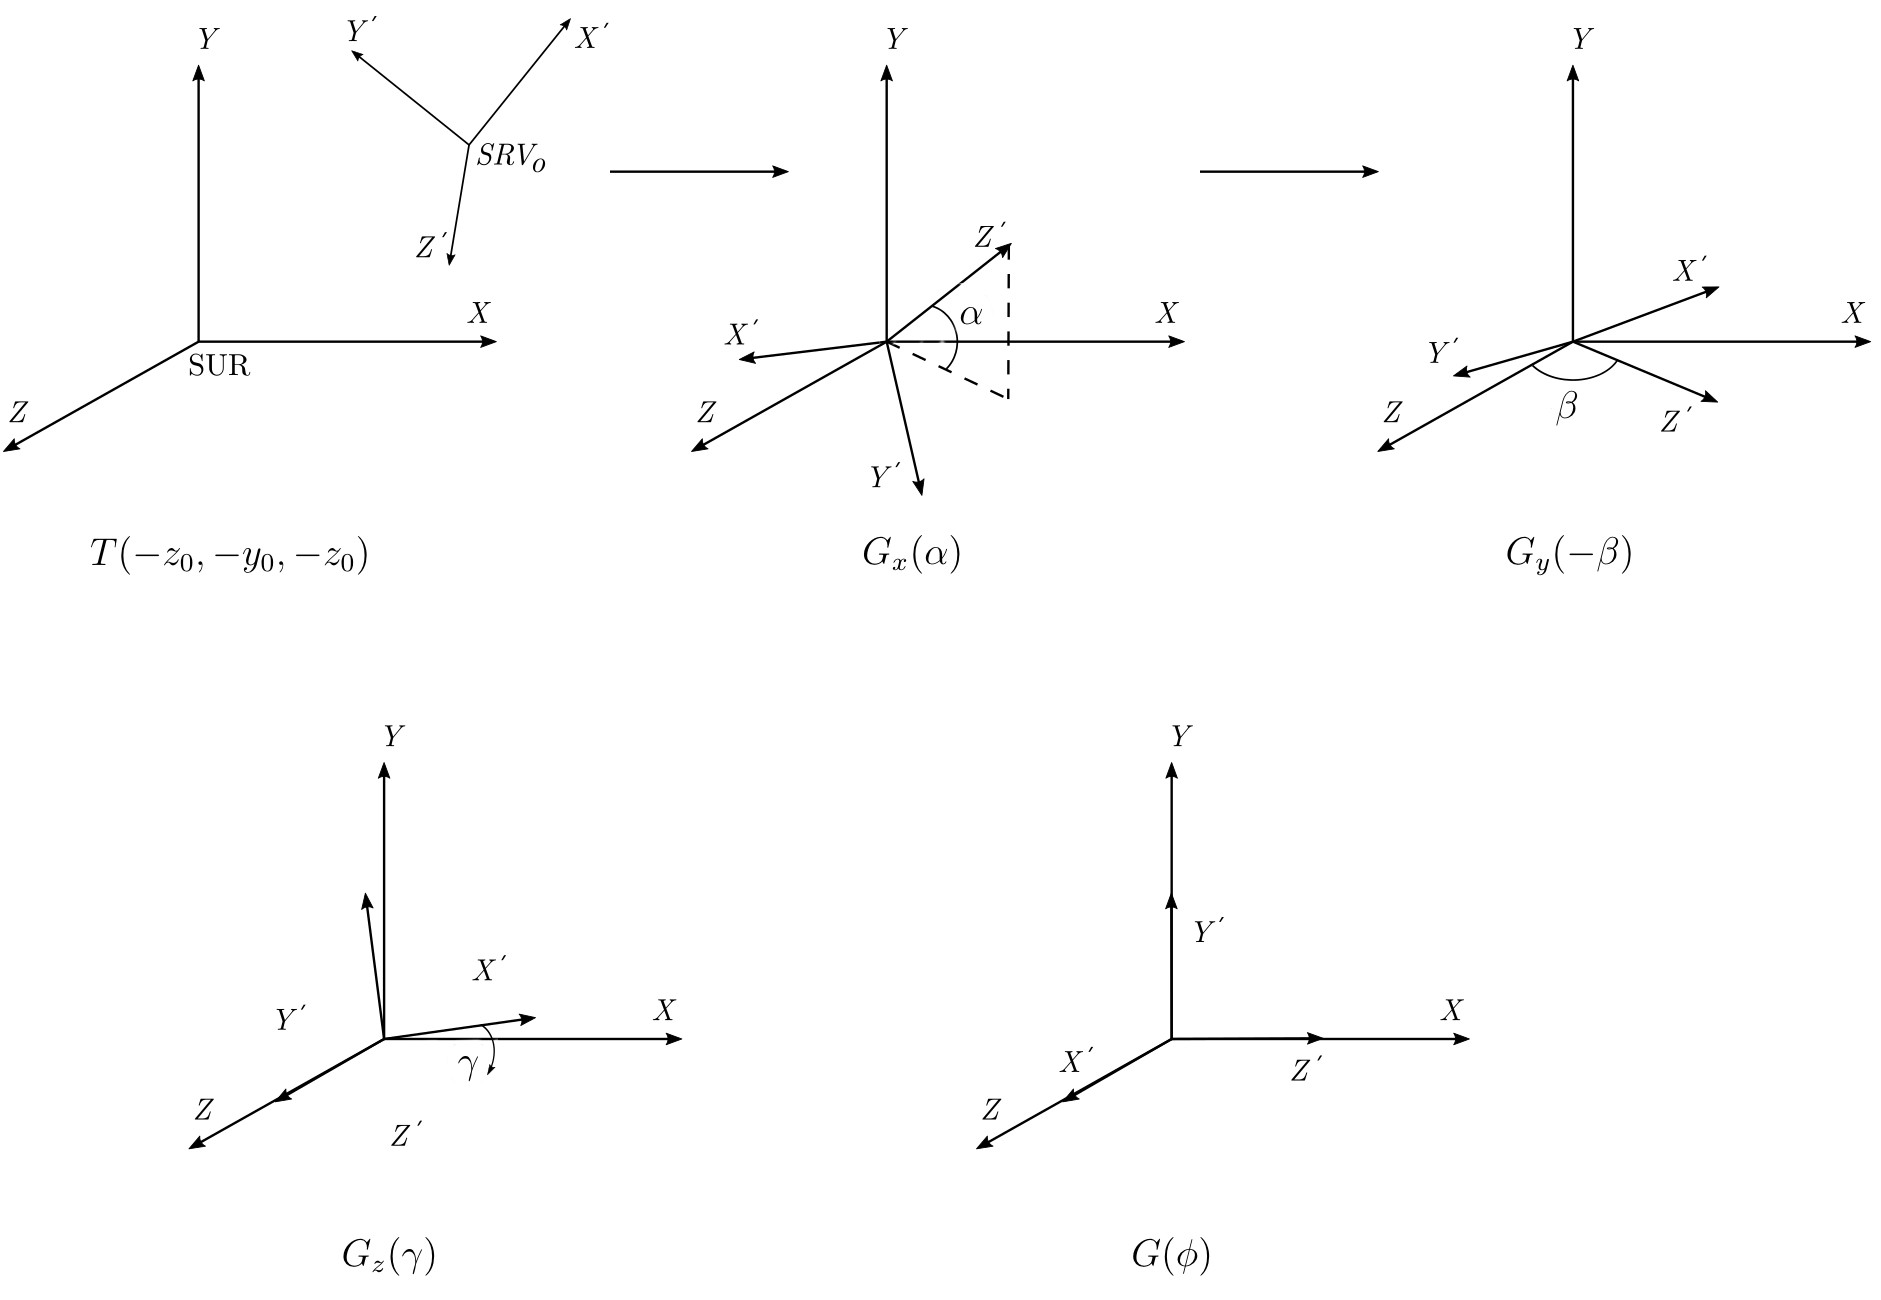 Y
Y′
X′
SRV_o
Z′
X
SUR
Z
T(−z_0, −y_0, −z_0)
Y
Z′
α
X
X′
Z
Y′
G_x(α)
Y
X′
X
Y′
Z
β
Z′
G_y(−β)
Y
X′
Y′
X
γ
Z
Z′
G_z(γ)
Y
Y′
X
X′
Z′
Z
G(ϕ)